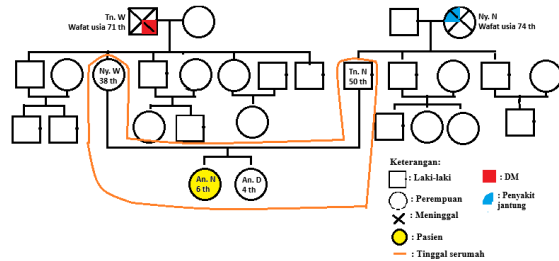 Tn. W
Wafat usia 71 th
Ny. N
Wafat usia 74 th
Ny. W
38 th
Tn. N
50 th
An. N
6 th
An. D
4 th
Keterangan:
: Laki-laki
: DM
: Perempuan
: Penyakit jantung
: Meninggal
: Pasien
: Tinggal serumah